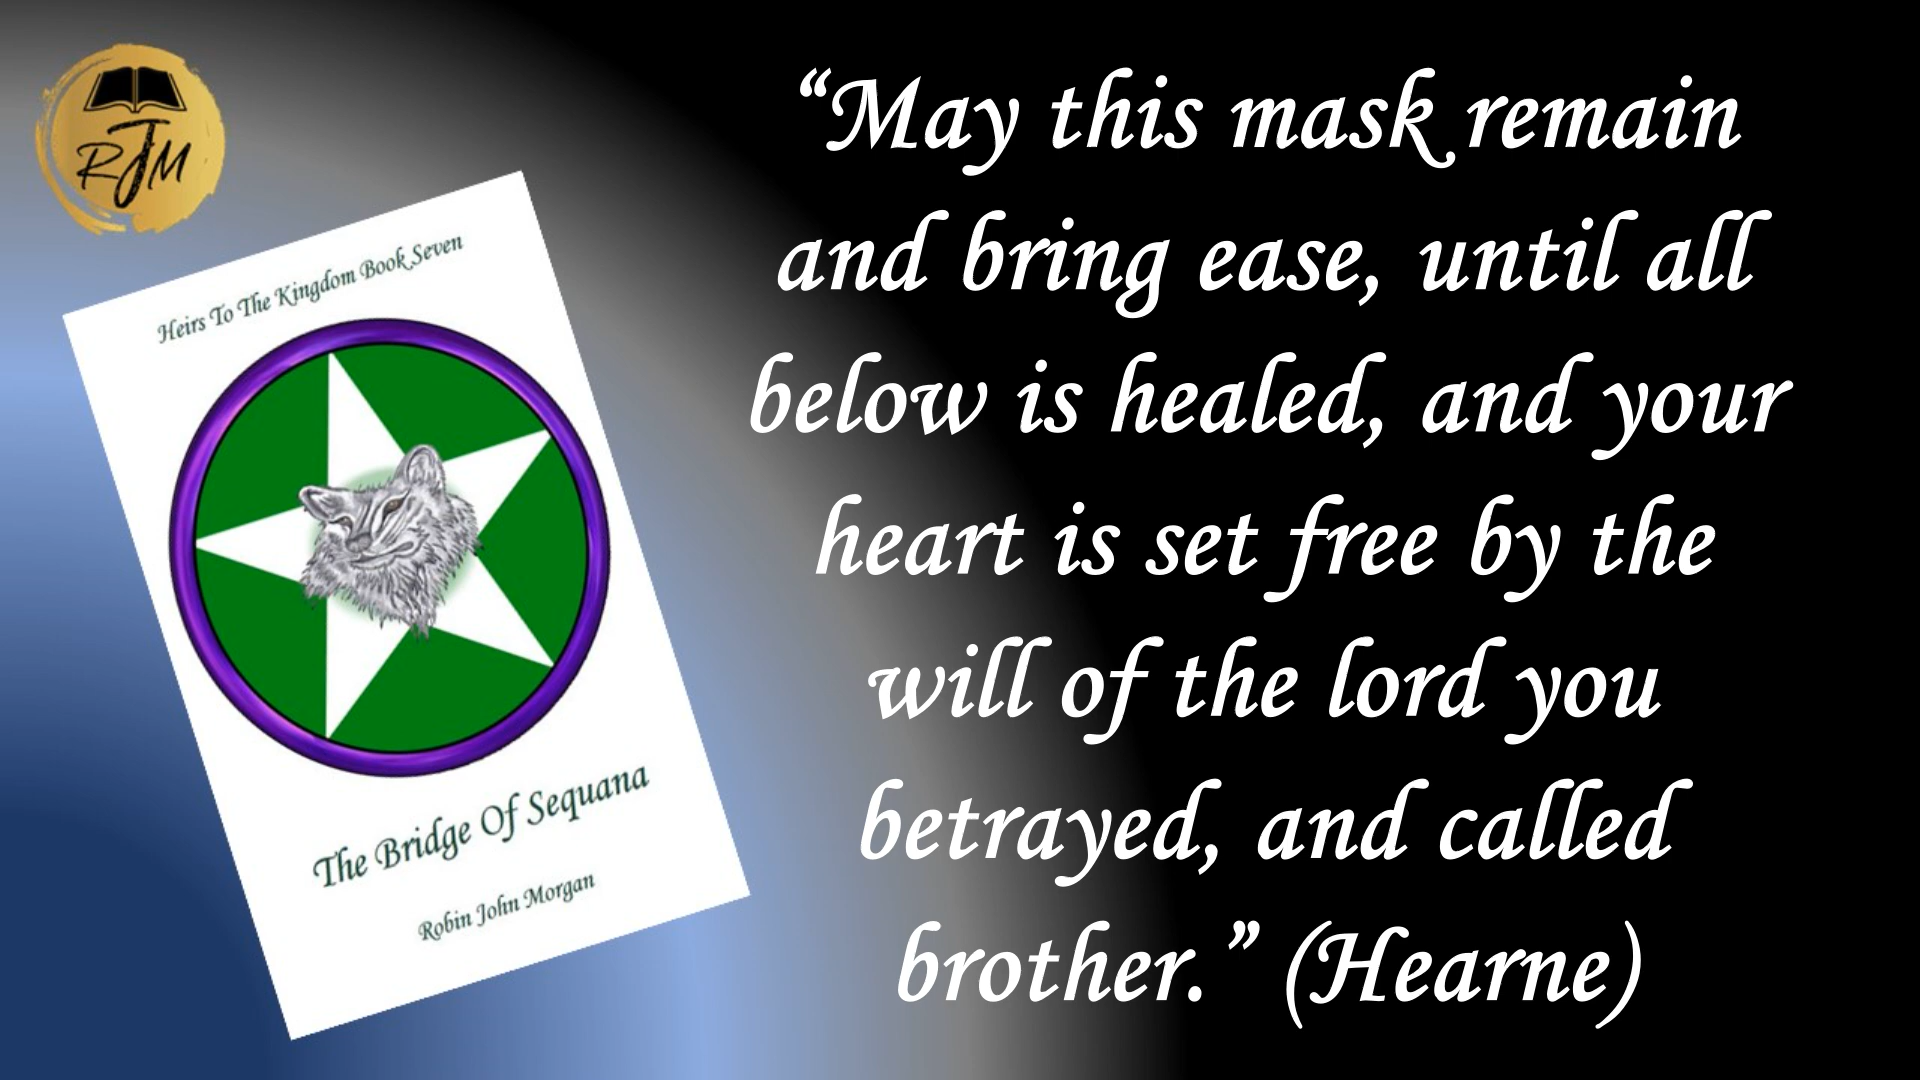 RJM
Heirs To The Kingdom Book Seven
The Bridge Of Sequana
Robin John Morgan
“May this mask remain
and bring ease, until all
below is healed, and your
heart is set free by the
will of the lord you
betrayed, and called
brother.” (Hearne)